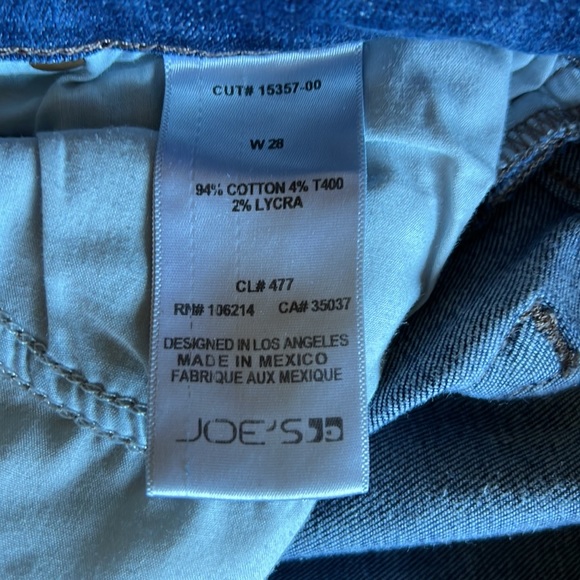 CUT# 15357-00
W 28
94% COTTON 4% T400
2% LYCRA
CL# 477
RN# 106214 CA# 35037
DESIGNED IN LOS ANGELES
MADE IN MEXICO
FABRIQUE AUX MEXIQUE
JOE'S